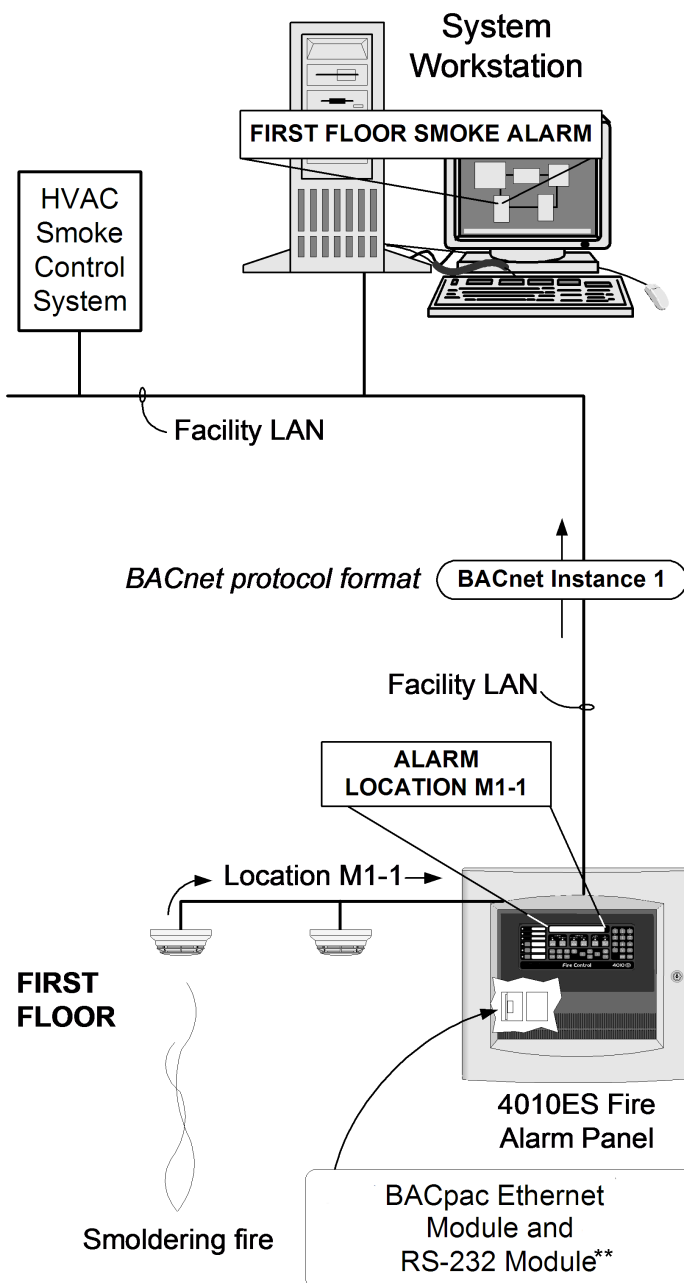 System
Workstation
FIRST FLOOR SMOKE ALARM
HVAC
Smoke
Control
System
Facility LAN
BACnet protocol format
BACnet Instance 1
Facility LAN
ALARM
LOCATION M1-1
Location M1-1
FIRST
FLOOR
Fire Control
4010ES
4010ES Fire
Alarm Panel
Smoldering fire
BACpac Ethernet
Module and
RS-232 Module**